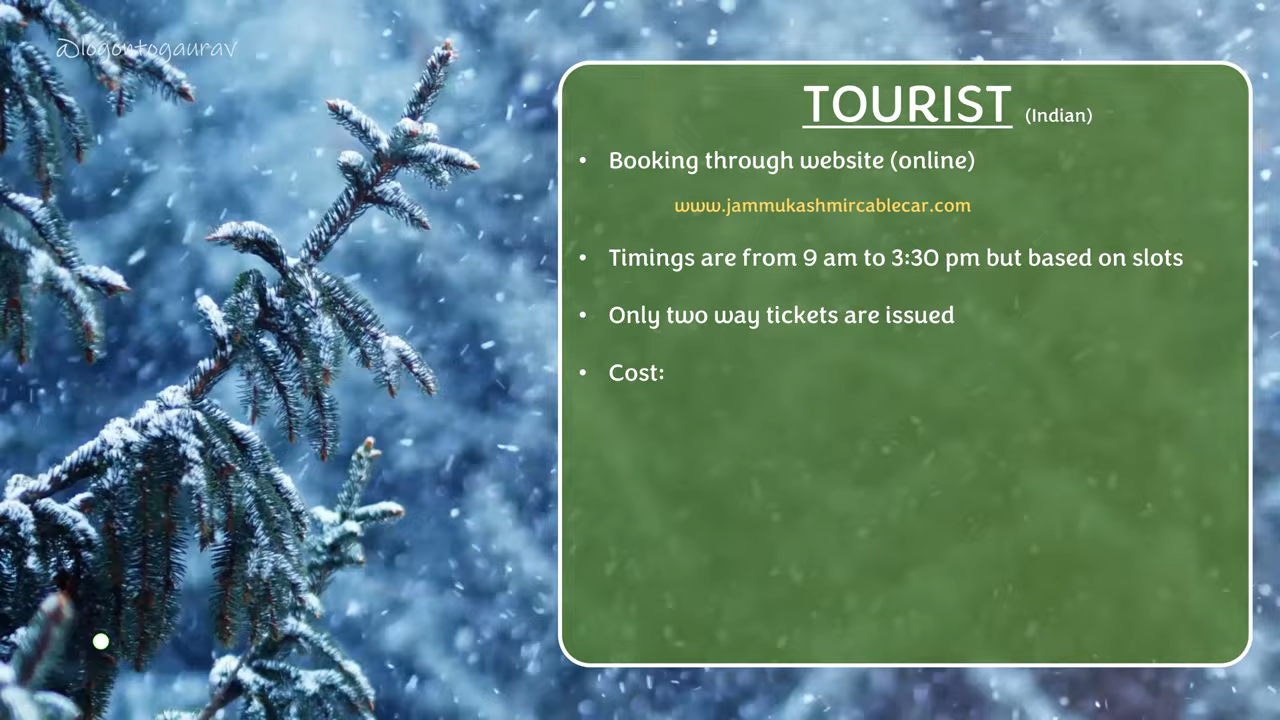 @logontogaurav
TOURIST (Indian)
• Booking through website (online)
www.jammukashmircablecar.com
• Timings are from 9 am to 3:30 pm but based on slots
• Only two way tickets are issued
• Cost: